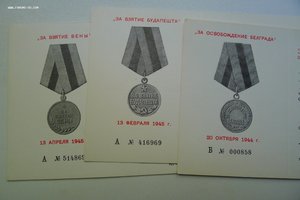 „ЗА ВЗЯТИЕ ВЕНЫ"
13 АПРЕЛЯ 1945
А № 514869
„ЗА ВЗЯТИЕ БУДАПЕШТА"
13 ФЕВРАЛЯ 1945 г.
А № 416969
„ЗА ОСВОБОЖДЕНИЕ БЕЛГРАДА"
20 ОКТЯБРЯ 1944 г.
В № 000858